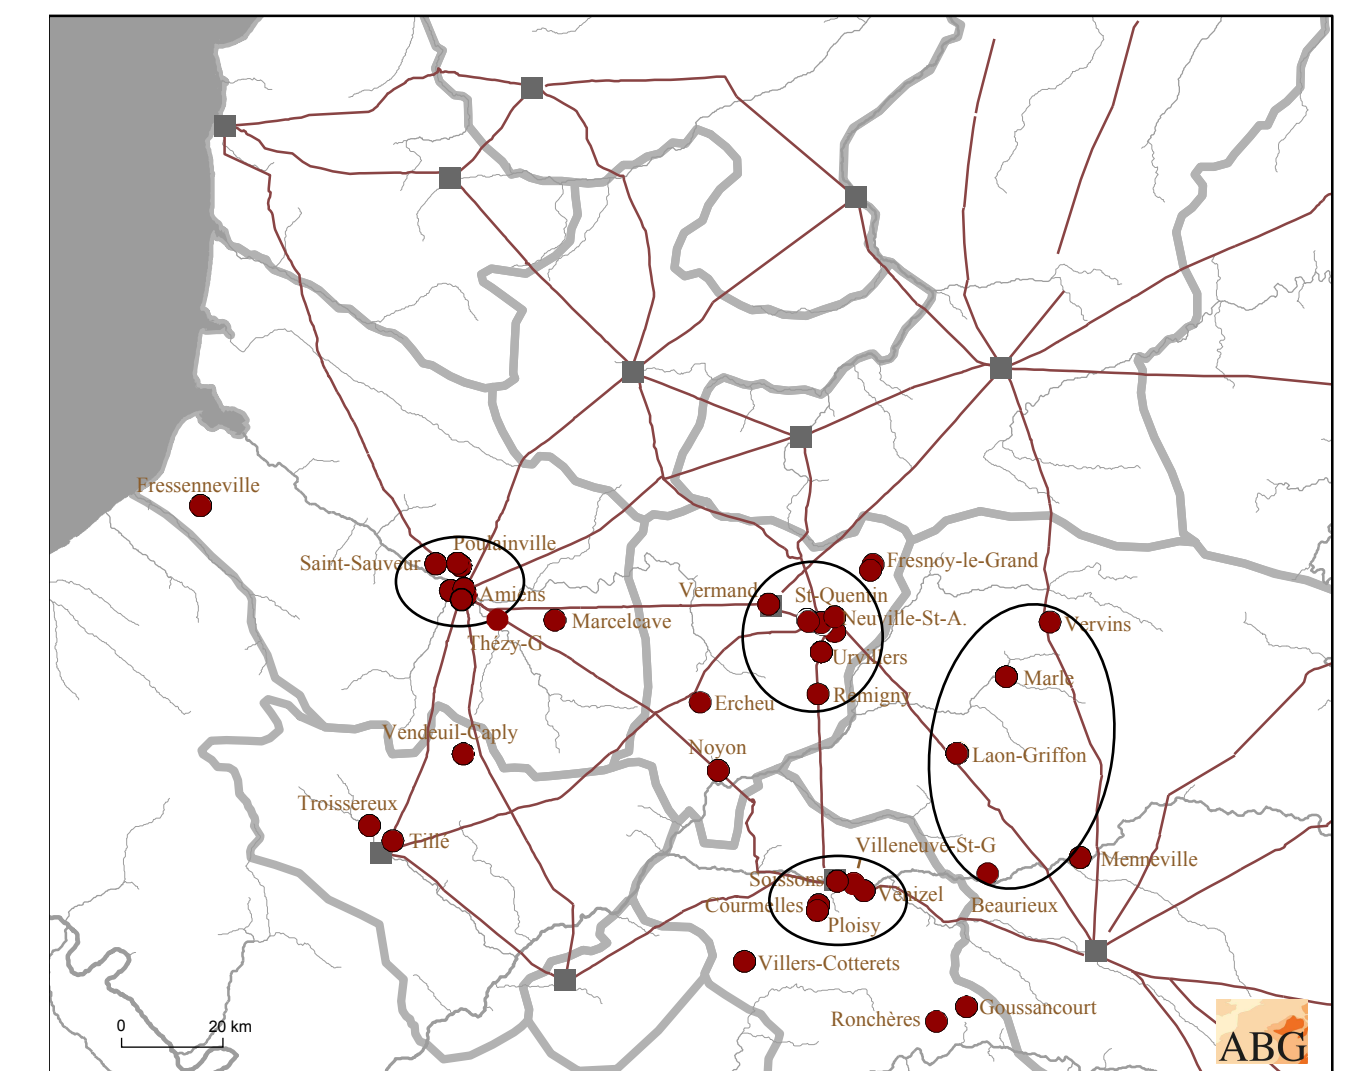 Fressenneville
Poulainville
Saint-Sauveur
Fresnoy-le-Grand
Vermand
St-Quentin
Amiens
Marcelcave
Neuville-St-A.
Vervins
Thézy-G
Urvillers
Marle
Remigny
Ercheu
Vendeuil-Caply
Noyon
Laon-Griffon
Troissereux
Tillé
Villeneuve-St-G
Menneville
Soissons
Venizel
Courmelles
Beaurieux
Ploisy
Villers-Cotterets
Goussancourt
Ronchères
0 20 km
ABG